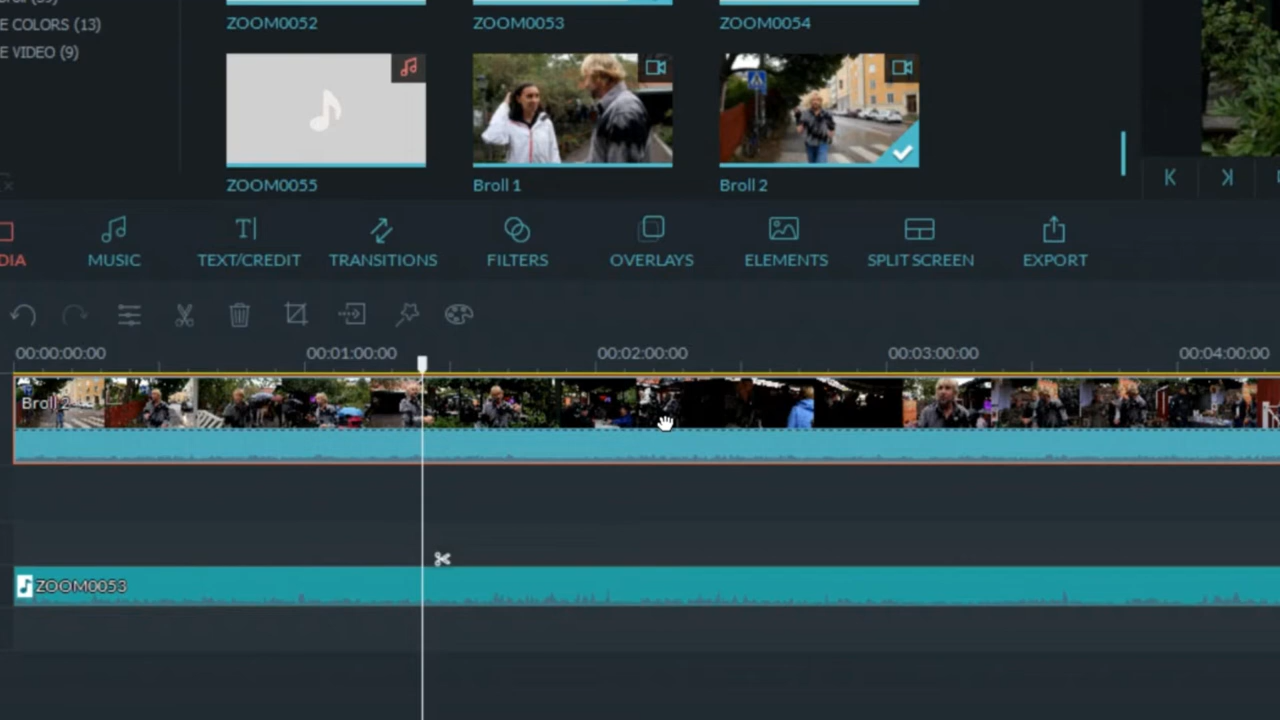 ZOOM0052 ZOOM0053 ZOOM0054
E COLORS (13)
E VIDEO (9)
ZOOM0055 Broll 1 Broll 2
DIA MUSIC TEXT/CREDIT TRANSITIONS FILTERS OVERLAYS ELEMENTS SPLIT SCREEN EXPORT
00:00:00:00 00:01:00:00 00:02:00:00 00:03:00:00 00:04:00:00
Broll 2
ZOOM0053